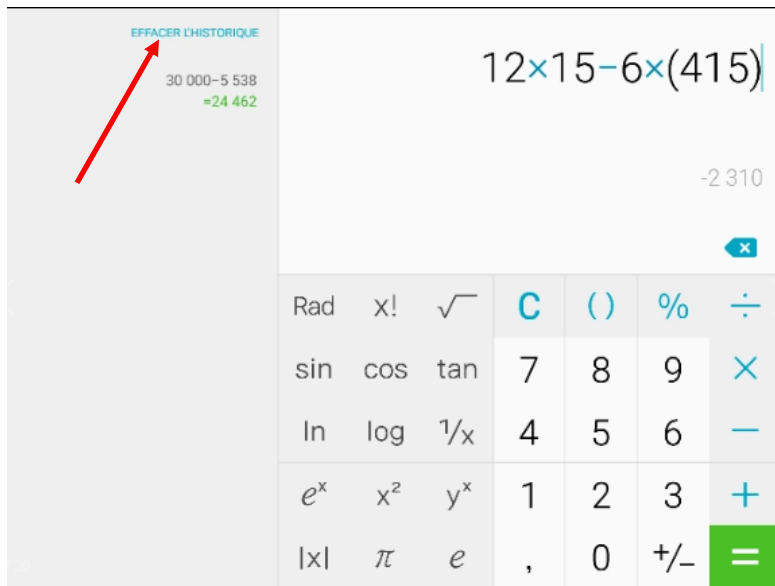 EFFACER L'HISTORIQUE
30 000−5 538
=24 462
12×15−6×(415)
-2 310
Rad x! √ C ( ) % ÷
sin cos tan 7 8 9 ×
ln log 1/x 4 5 6 −
eˣ x² yˣ 1 2 3 +
|x| π e , 0 +/− =